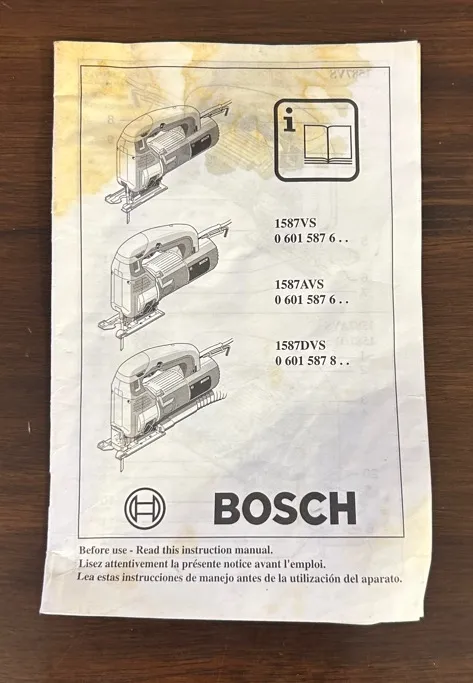 i
1587VS
0 601 587 6 . .
1587AVS
0 601 587 6 . .
1587DVS
0 601 587 8 . .
BOSCH
Before use - Read this instruction manual.
Lisez attentivement la présente notice avant l'emploi.
Lea estas instrucciones de manejo antes de la utilización del aparato.